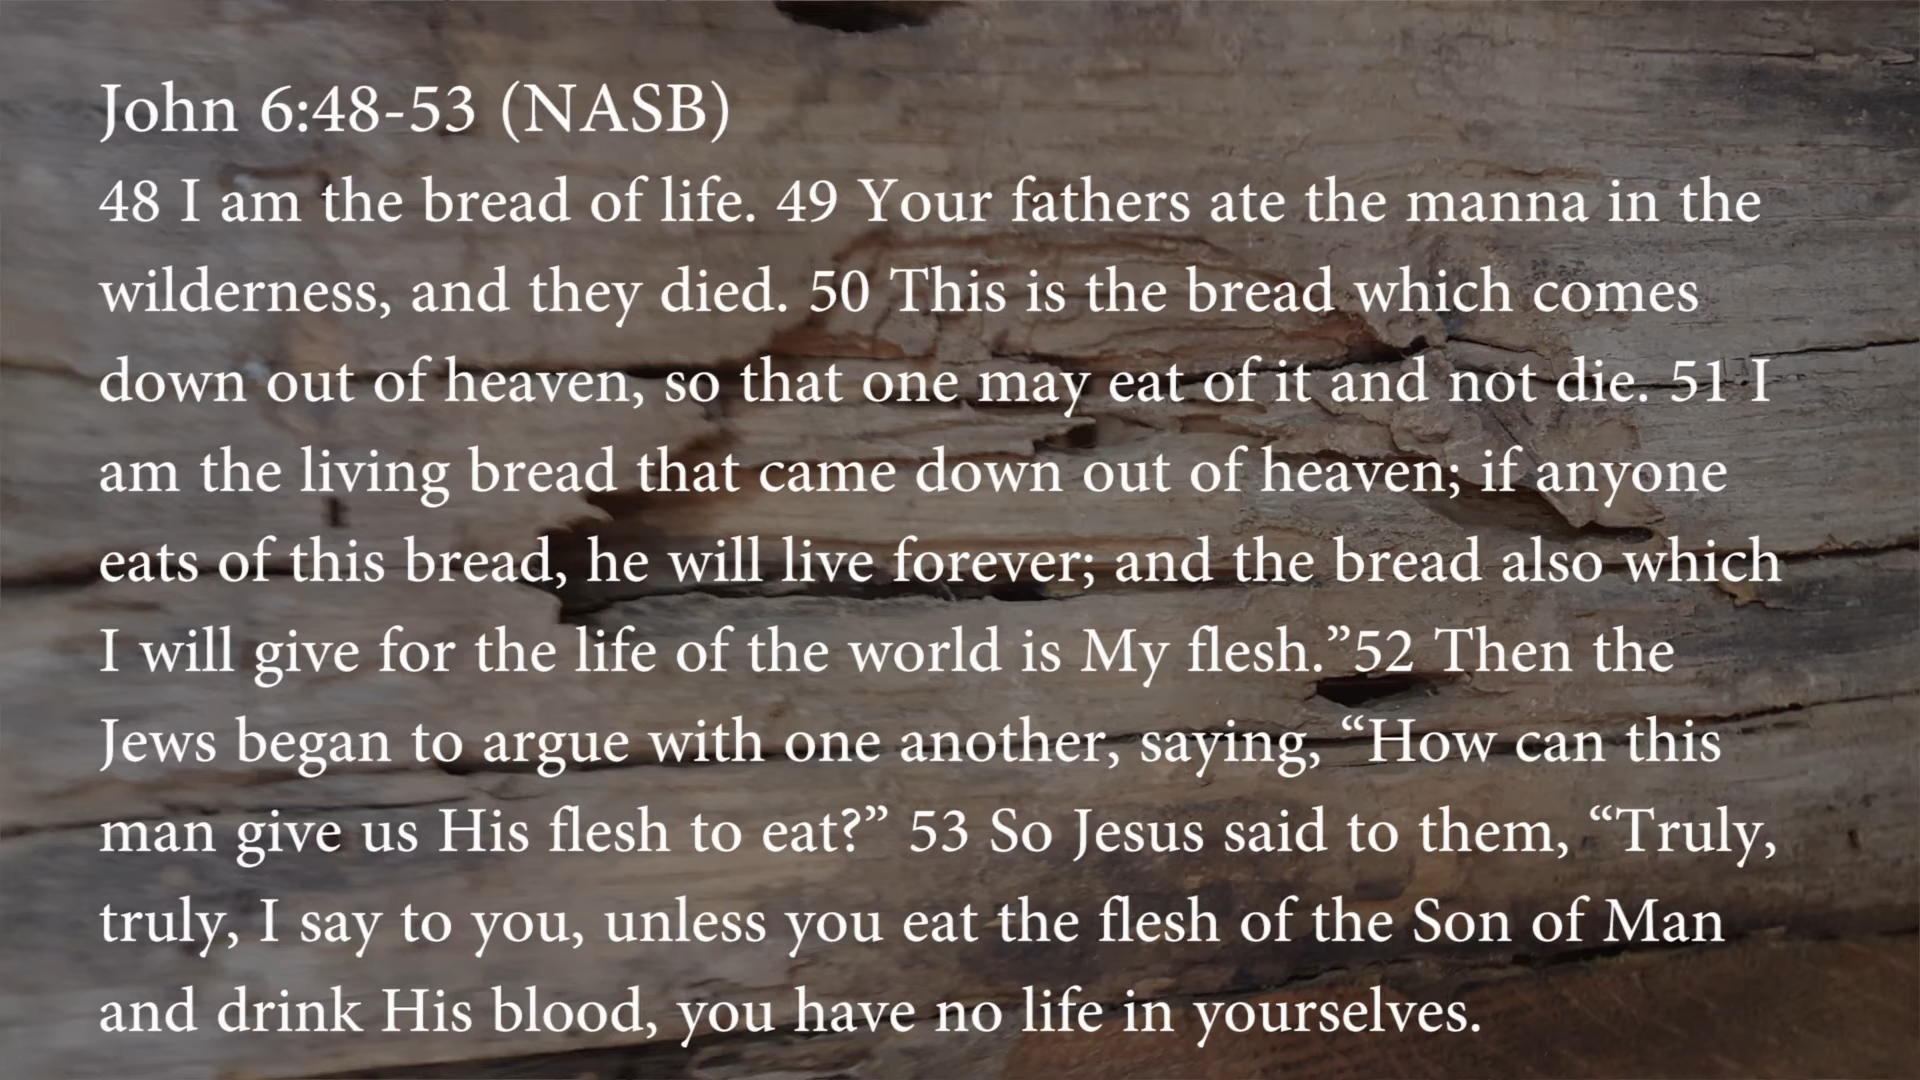 John 6:48-53 (NASB)
48 I am the bread of life. 49 Your fathers ate the manna in the
wilderness, and they died. 50 This is the bread which comes
down out of heaven, so that one may eat of it and not die. 51 I
am the living bread that came down out of heaven; if anyone
eats of this bread, he will live forever; and the bread also which
I will give for the life of the world is My flesh.”52 Then the
Jews began to argue with one another, saying, “How can this
man give us His flesh to eat?” 53 So Jesus said to them, “Truly,
truly, I say to you, unless you eat the flesh of the Son of Man
and drink His blood, you have no life in yourselves.